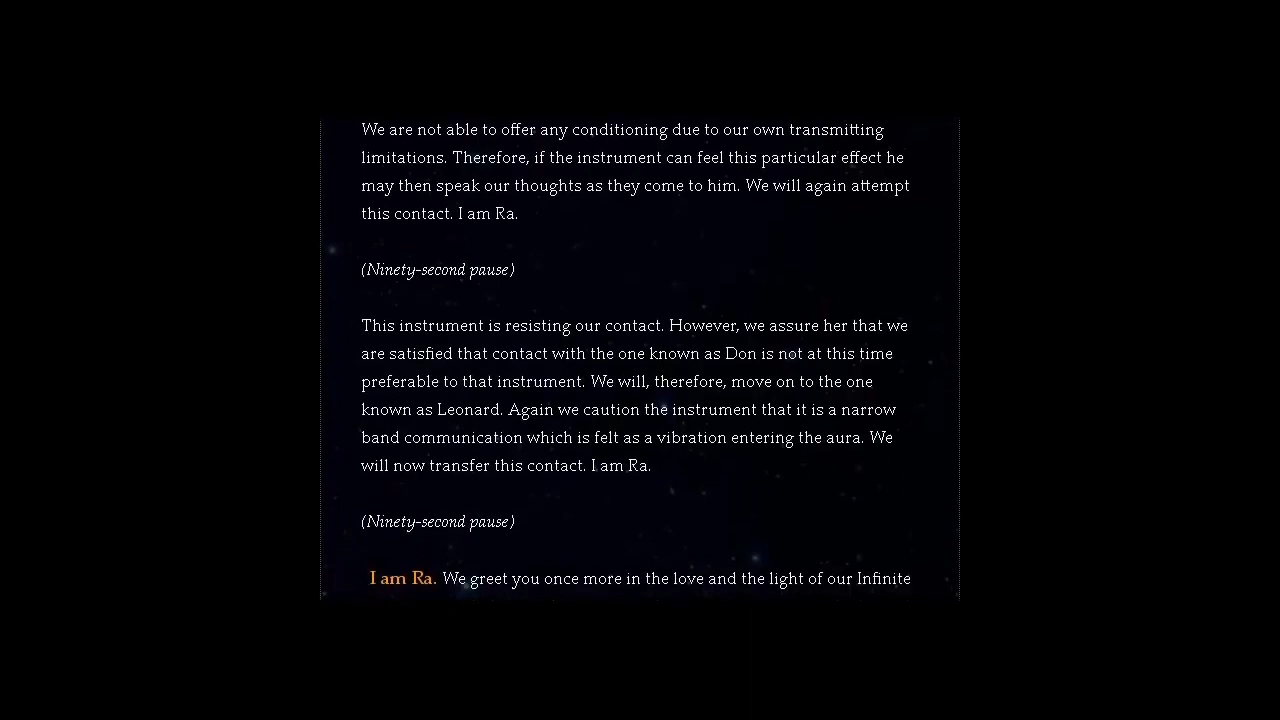 We are not able to offer any conditioning due to our own transmitting
limitations. Therefore, if the instrument can feel this particular effect he
may then speak our thoughts as they come to him. We will again attempt
this contact. I am Ra.
(Ninety-second pause)
This instrument is resisting our contact. However, we assure her that we
are satisfied that contact with the one known as Don is not at this time
preferable to that instrument. We will, therefore, move on to the one
known as Leonard. Again we caution the instrument that it is a narrow
band communication which is felt as a vibration entering the aura. We
will now transfer this contact. I am Ra.
(Ninety-second pause)
I am Ra. We greet you once more in the love and the light of our Infinite